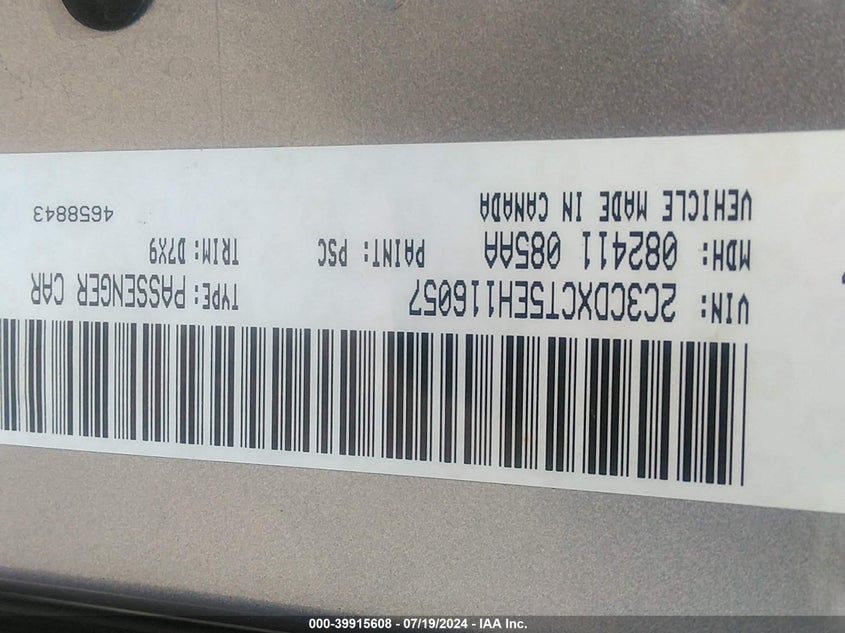 VIN: 2C3CDXCT5EH116057 TYPE: PASSENGER CAR
MDH: 082411 085AA PAINT: PSC TRIM: D7X9
VEHICLE MADE IN CANADA 4658843
000-39915608 - 07/19/2024 - IAA Inc.